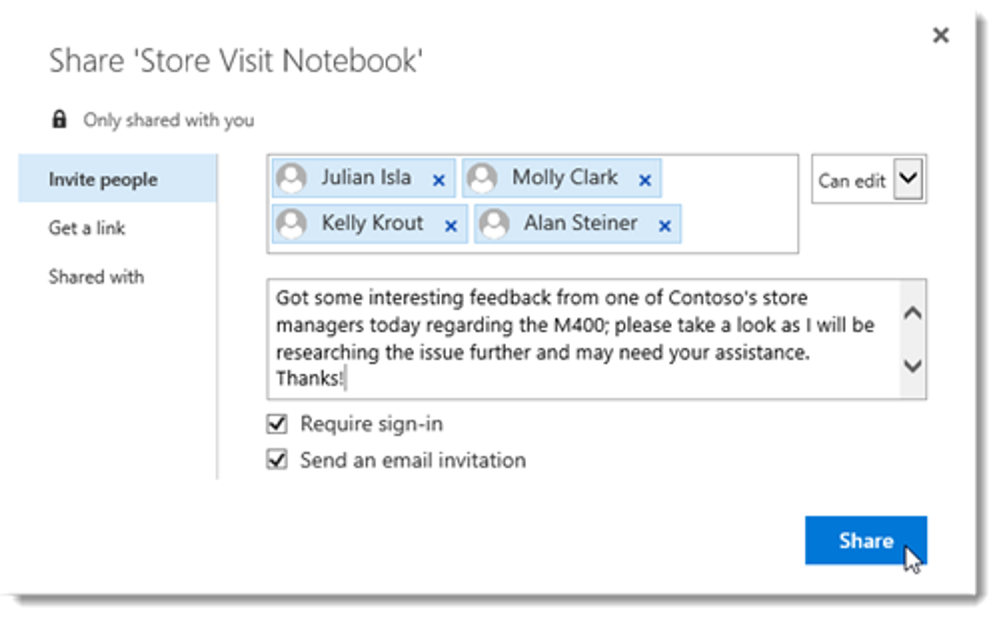 Share 'Store Visit Notebook'
Only shared with you
Invite people
Get a link
Shared with
Julian Isla x Molly Clark x
Kelly Krout x Alan Steiner x
Can edit
Got some interesting feedback from one of Contoso's store
managers today regarding the M400; please take a look as I will be
researching the issue further and may need your assistance.
Thanks!
Require sign-in
Send an email invitation
Share